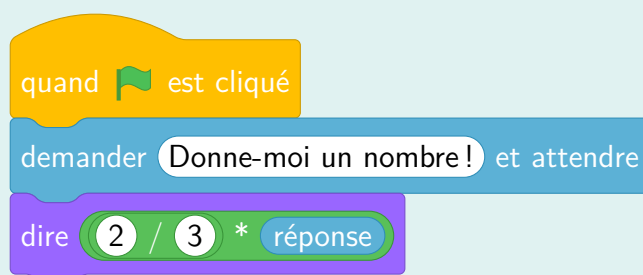 quand est cliqué
demander Donne-moi un nombre ! et attendre
dire 2 / 3 * réponse